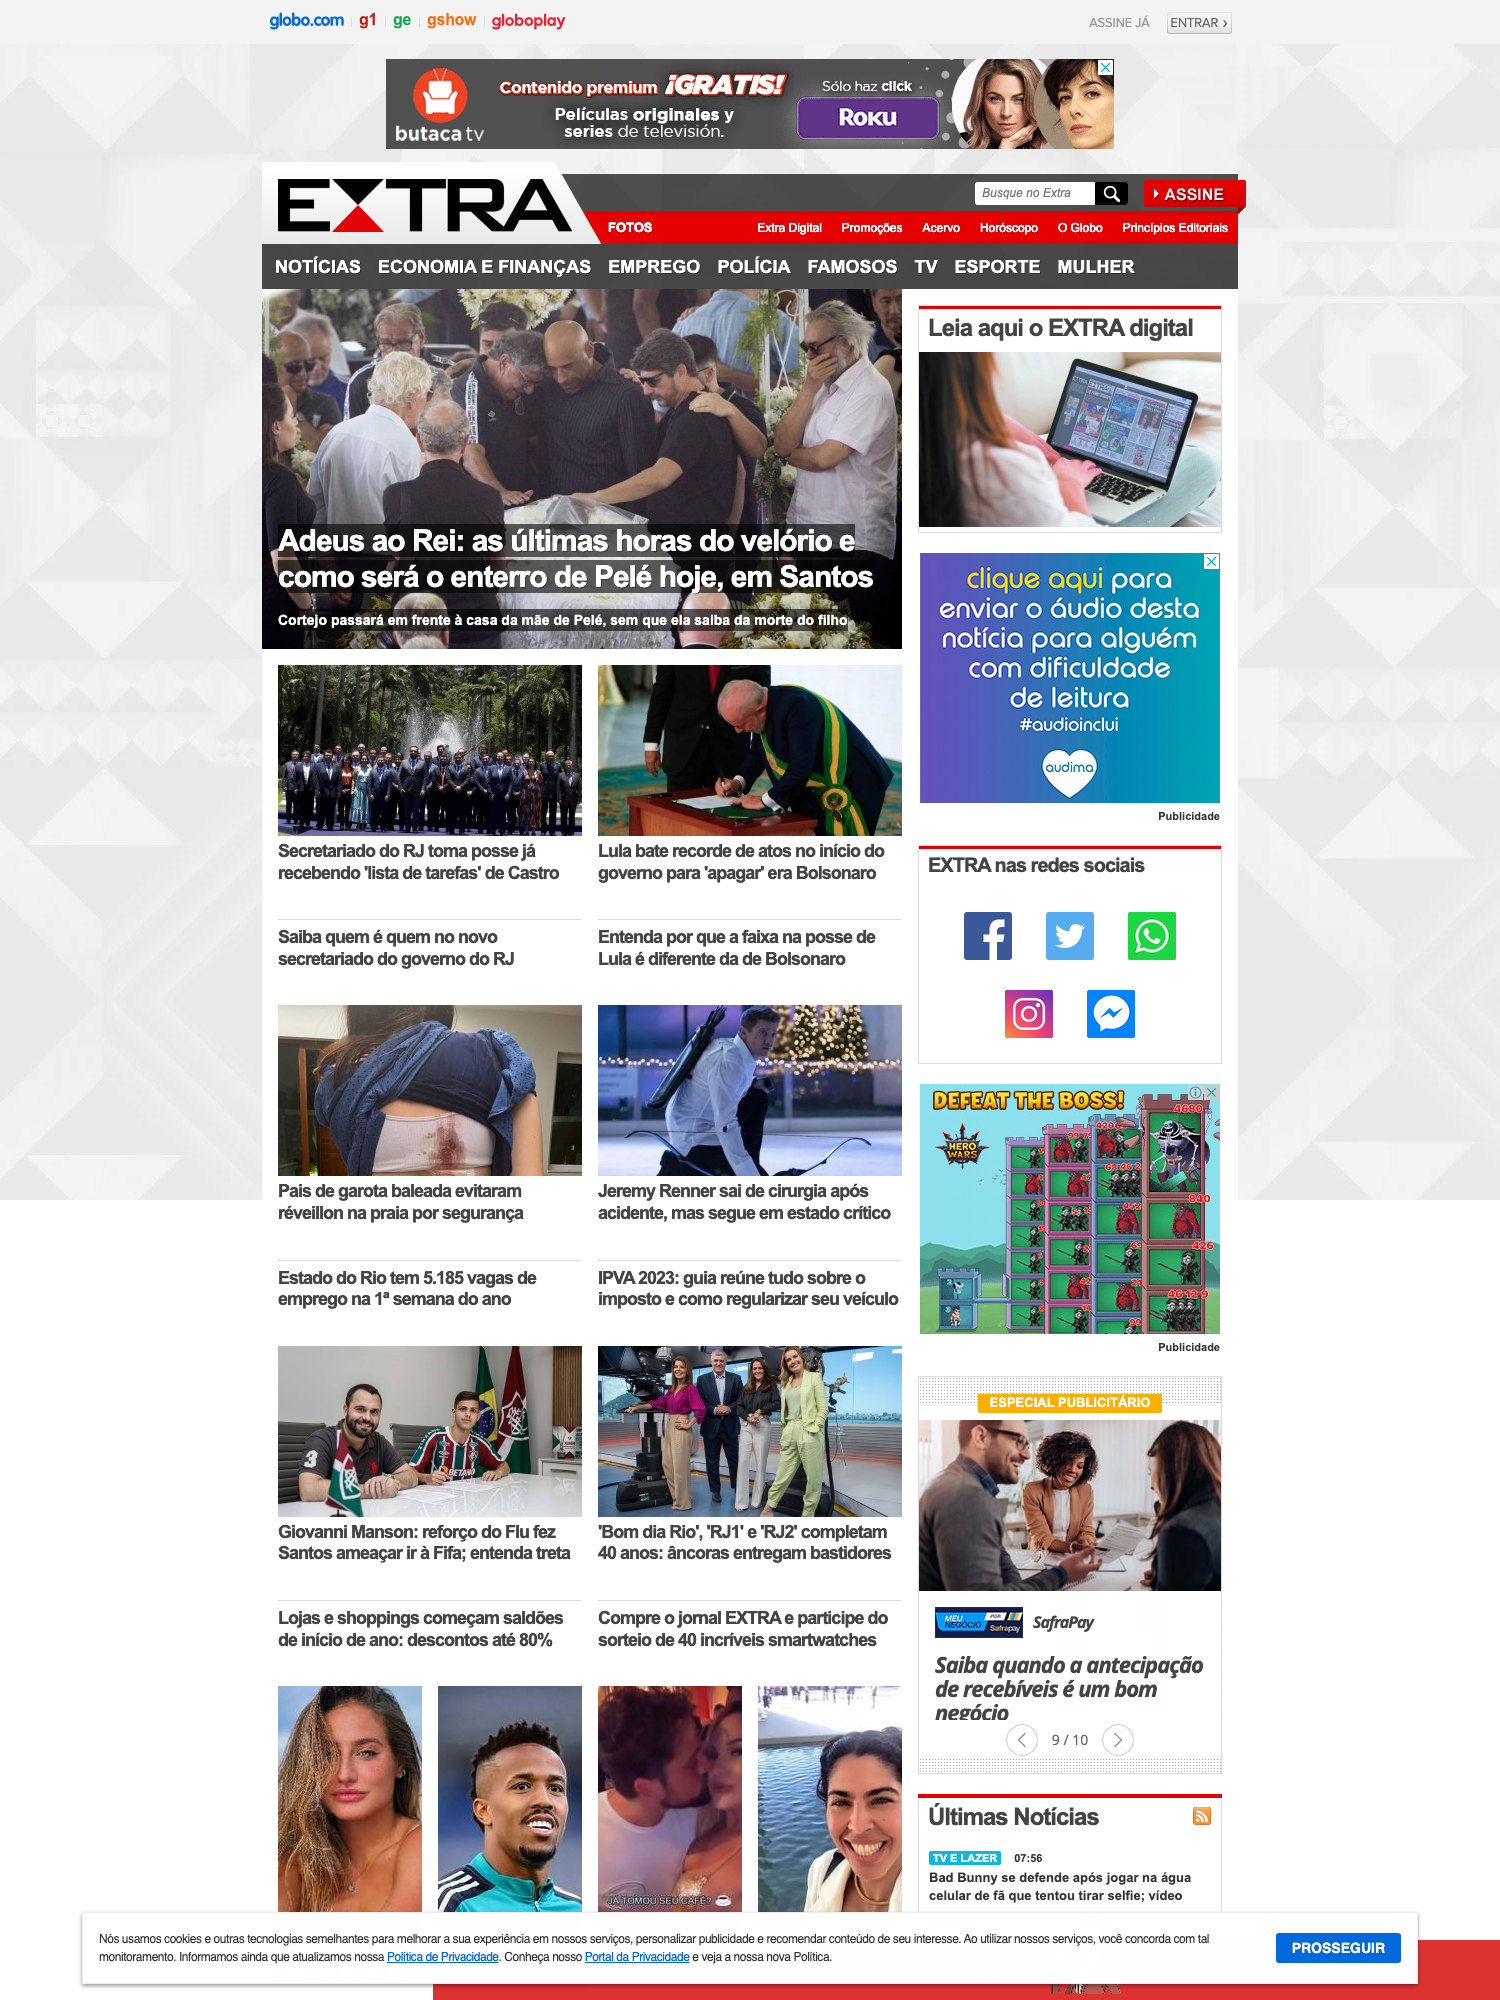 globo.com g1 ge gshow globoplay
ASSINE JÁ ENTRAR
Contenido premium ¡GRATIS!
Películas originales y
series de televisión.
butaca tv
Sólo haz click
ROKU
EXTRA
Busque no Extra
ASSINE
FOTOS Extra Digital Promoções Acervo Horóscopo O Globo Princípios Editoriais
NOTÍCIAS ECONOMIA E FINANÇAS EMPREGO POLÍCIA FAMOSOS TV ESPORTE MULHER
Adeus ao Rei: as últimas horas do velório e
como será o enterro de Pelé hoje, em Santos
Cortejo passará em frente à casa da mãe de Pelé, sem que ela saiba da morte do filho
Secretariado do RJ toma posse já
recebendo 'lista de tarefas' de Castro
Saiba quem é quem no novo
secretariado do governo do RJ
Lula bate recorde de atos no início do
governo para 'apagar' era Bolsonaro
Entenda por que a faixa na posse de
Lula é diferente da de Bolsonaro
Pais de garota baleada evitaram
réveillon na praia por segurança
Estado do Rio tem 5.185 vagas de
emprego na 1ª semana do ano
Jeremy Renner sai de cirurgia após
acidente, mas segue em estado crítico
IPVA 2023: guia reúne tudo sobre o
imposto e como regularizar seu veículo
3
BETANO
Giovanni Manson: reforço do Flu fez
Santos ameaçar ir à Fifa; entenda treta
Lojas e shoppings começam saldões
de início de ano: descontos até 80%
'Bom dia Rio', 'RJ1' e 'RJ2' completam
40 anos: âncoras entregam bastidores
Compre o jornal EXTRA e participe do
sorteio de 40 incríveis smartwatches
JÁ TOMOU SEU CAFÉ?
Leia aqui o EXTRA digital
clique aqui para
enviar o áudio desta
notícia para alguém
com dificuldade
de leitura
#audioinclui
audima
Publicidade
EXTRA nas redes sociais
DEFEAT THE BOSS!
HERO
WARS
4680
840
426
46 12 9
Publicidade
ESPECIAL PUBLICITÁRIO
MEU
NEGÓCIO
POR
Safrapay
SafraPay
Saiba quando a antecipação
de recebíveis é um bom
negócio
9 / 10
Últimas Notícias
TV E LAZER 07:56
Bad Bunny se defende após jogar na água
celular de fã que tentou tirar selfie; vídeo
Nós usamos cookies e outras tecnologias semelhantes para melhorar a sua experiência em nossos serviços, personalizar publicidade e recomendar conteúdo de seu interesse. Ao utilizar nossos serviços, você concorda com tal
monitoramento. Informamos ainda que atualizamos nossa Política de Privacidade. Conheça nosso Portal da Privacidade e veja a nossa nova Política.
PROSSEGUIR